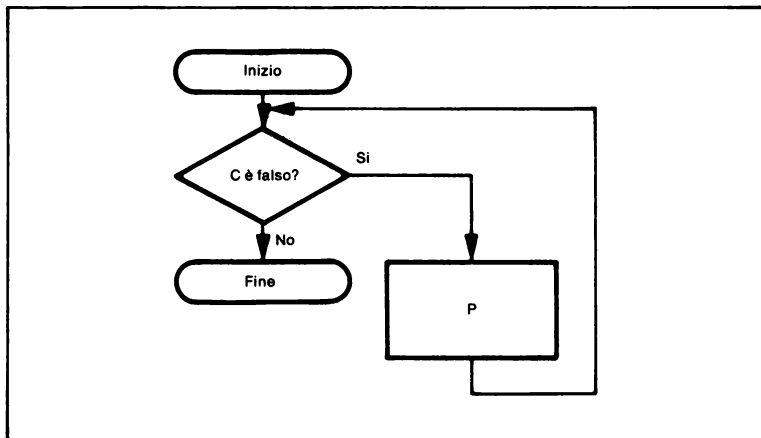 Inizio
Si
C è falso?
No
Fine
P